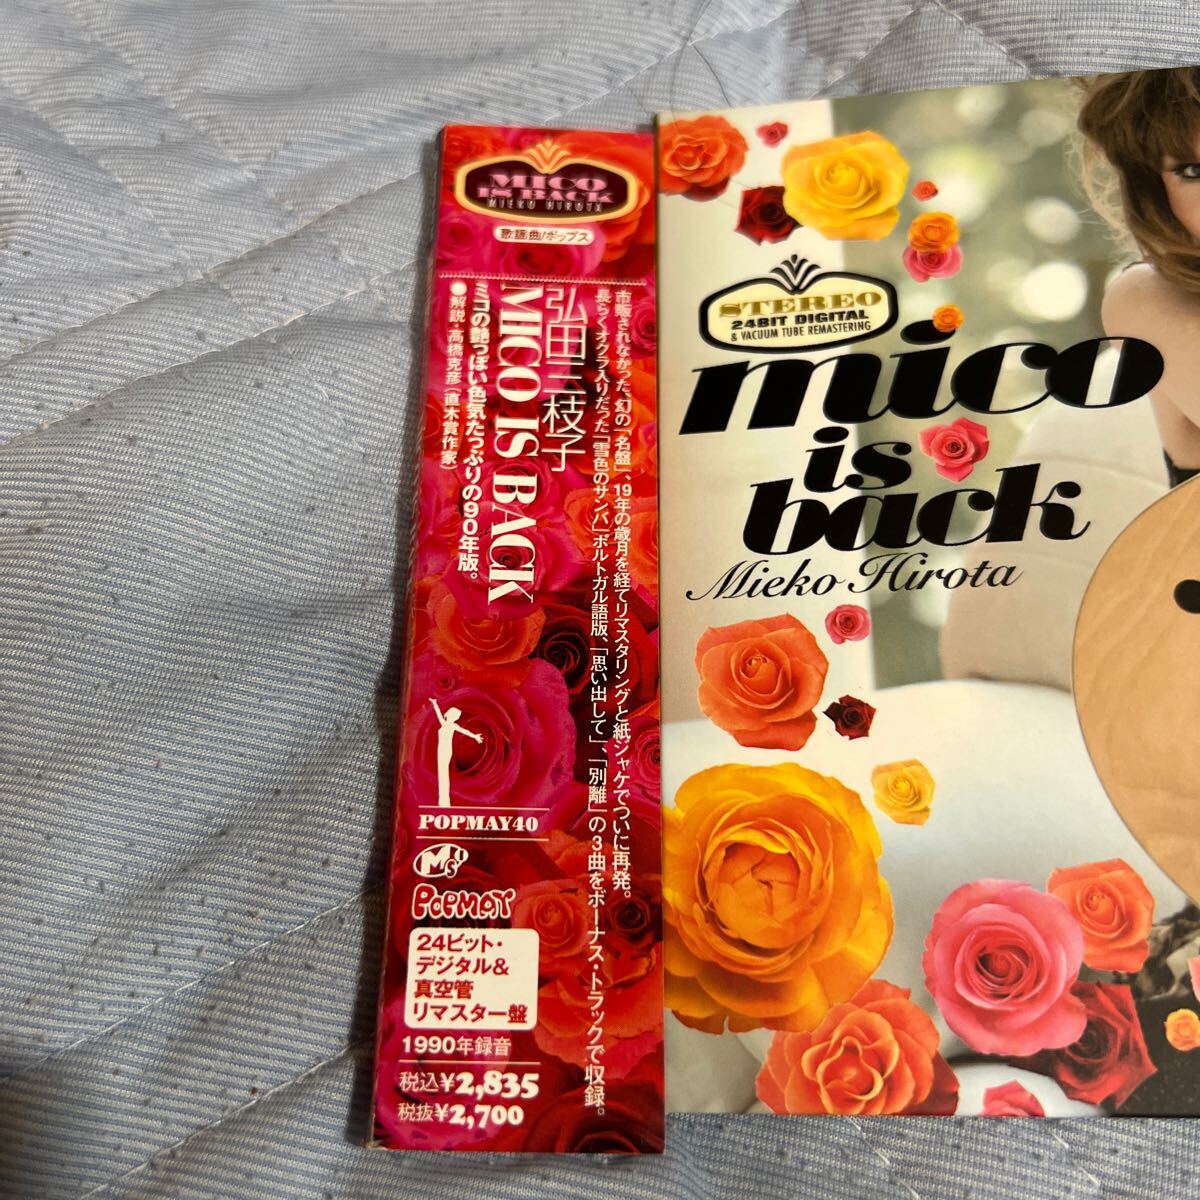 MICO
IS BACK
MIEKO HIROTA
歌謡曲/ポップス
市販されなかった、幻の「名盤」、19年の歳月を経てリマスタリングと紙ジャケでついに再発。
長らくオクラ入りだった「雪色のサンバ」ポルトガル語版、「思い出して」、「別離」の3曲をボーナス・トラックで収録。
弘田三枝子
MICO IS BACK
ミコの艶っぽい色気たっぷりの90年版。
●解説・高橋克彦(直木賞作家)
POPMAY40
MSO
POPMAY
24ビット・
デジタル&
真空管
リマスター盤
1990年録音
税込¥2,835
税抜¥2,700
STEREO
24BIT DIGITAL
& VACUUM TUBE REMASTERING
mico
is
back
Mieko Hirota